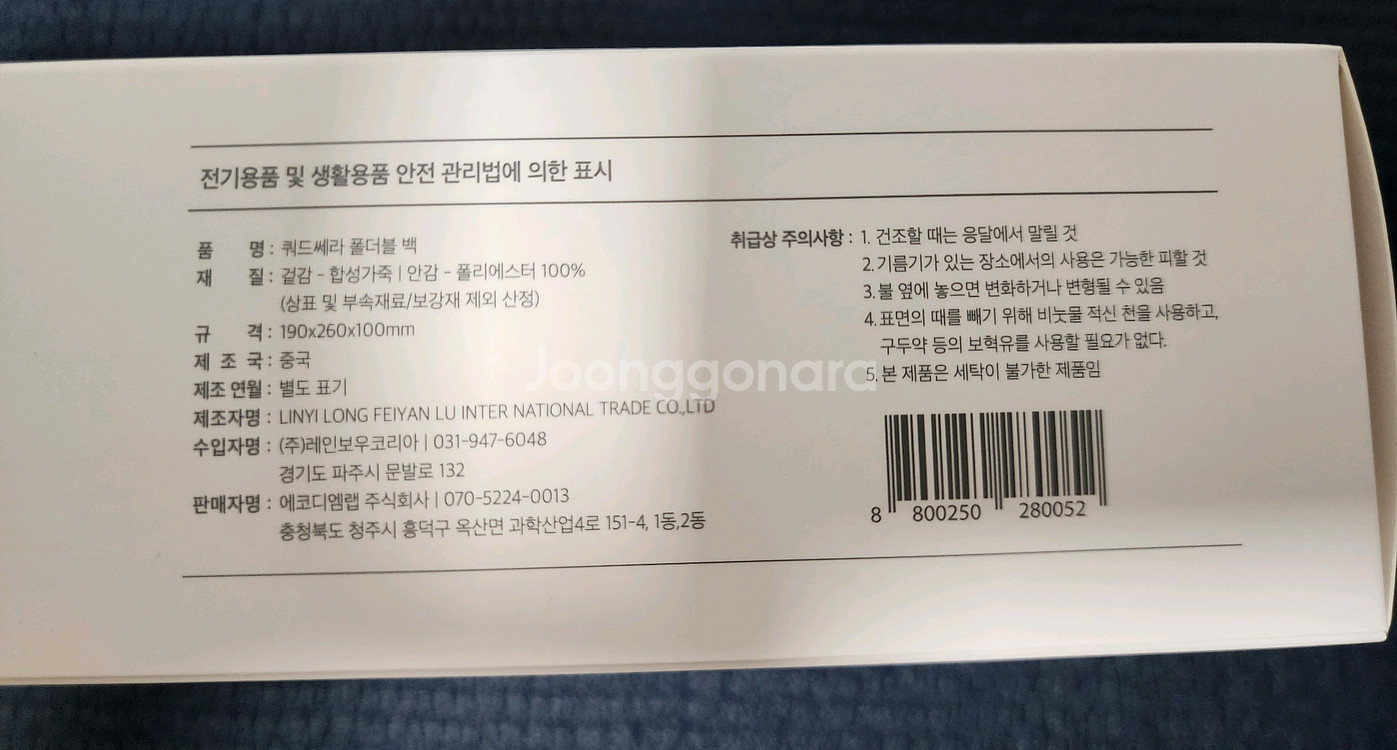 전기용품 및 생활용품 안전 관리법에 의한 표시
품 명 : 쿼드쎄라 폴더블 백
재 질 : 겉감 - 합성가죽 | 안감 - 폴리에스터 100%
(상표 및 부속재료/보강재 제외 산정)
규 격 : 190x260x100mm
제 조 국 : 중국
제조 연월 : 별도 표기
제조자명 : LINYI LONG FEIYAN LU INTER NATIONAL TRADE CO.,LTD
수입자명 : (주)레인보우코리아 | 031-947-6048
경기도 파주시 문발로 132
판매자명 : 에코디엠랩 주식회사 | 070-5224-0013
충청북도 청주시 흥덕구 옥산면 과학산업4로 151-4, 1동,2동
취급상 주의사항 : 1. 건조할 때는 응달에서 말릴 것
2. 기름기가 있는 장소에서의 사용은 가능한 피할 것
3. 불 옆에 놓으면 변화하거나 변형될 수 있음
4. 표면의 때를 빼기 위해 비눗물 적신 천을 사용하고,
구두약 등의 보혁유를 사용할 필요가 없다.
5. 본 제품은 세탁이 불가한 제품임
8 800250 280052
Joonggonara